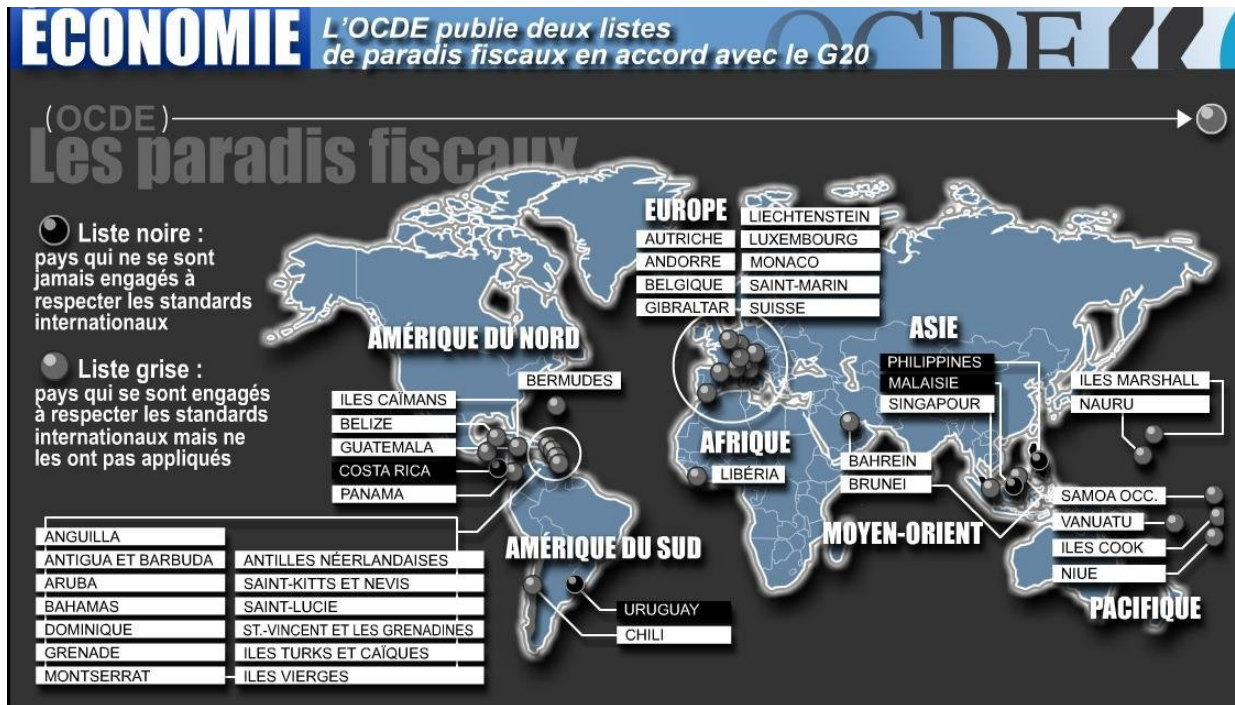 ÉCONOMIE
L'OCDE publie deux listes
de paradis fiscaux en accord avec le G20
OCDE
(OCDE)
Les paradis fiscaux
Liste noire :
pays qui ne se sont
jamais engagés à
respecter les standards
internationaux
Liste grise :
pays qui se sont engagés
à respecter les standards
internationaux mais ne
les ont pas appliqués
AMÉRIQUE DU NORD
BERMUDES
ILES CAÏMANS
BELIZE
GUATEMALA
COSTA RICA
PANAMA
ANGUILLA
ANTIGUA ET BARBUDA
ARUBA
BAHAMAS
DOMINIQUE
GRENADE
MONTSERRAT
ANTILLES NÉERLANDAISES
SAINT-KITTS ET NEVIS
SAINT-LUCIE
ST.-VINCENT ET LES GRENADINES
ILES TURKS ET CAÏQUES
ILES VIERGES
AMÉRIQUE DU SUD
URUGUAY
CHILI
EUROPE
AUTRICHE
ANDORRE
BELGIQUE
GIBRALTAR
LIECHTENSTEIN
LUXEMBOURG
MONACO
SAINT-MARIN
SUISSE
AFRIQUE
LIBÉRIA
MOYEN-ORIENT
BAHREIN
BRUNEI
ASIE
PHILIPPINES
MALAISIE
SINGAPOUR
ILES MARSHALL
NAURU
SAMOA OCC.
VANUATU
ILES COOK
NIUE
PACIFIQUE